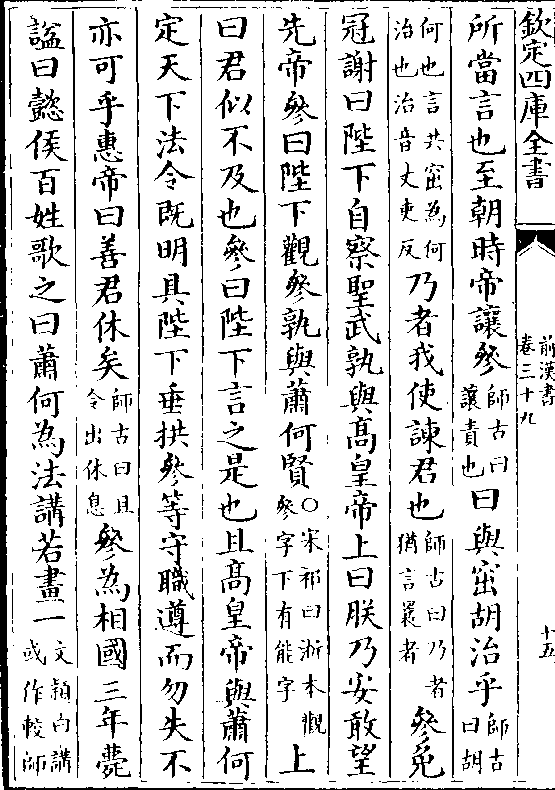 欽定四庫全書
前漢書
卷三十九
十五
所當言也至朝時帝讓參師古曰讓責也曰與窋胡治乎師古曰胡
何也言共窋為何治也治音丈吏反乃者我使諫君也師古曰乃者猶言曩者參免
冠謝曰陛下自察聖武孰與髙皇帝上曰朕乃安敢望
先帝參曰陛下觀參孰與蕭何賢○宋祁曰浙本觀參字下有能字上
曰君似不及也參曰陛下言之是也且髙皇帝與蕭何
定天下法令既明具陛下垂拱參等守職遵而勿失不
亦可乎惠帝曰善君休矣師古曰且令出休息參為相國三年薨
諡曰懿侯百姓歌之曰蕭何為法講若畫一文穎曰講或作較師